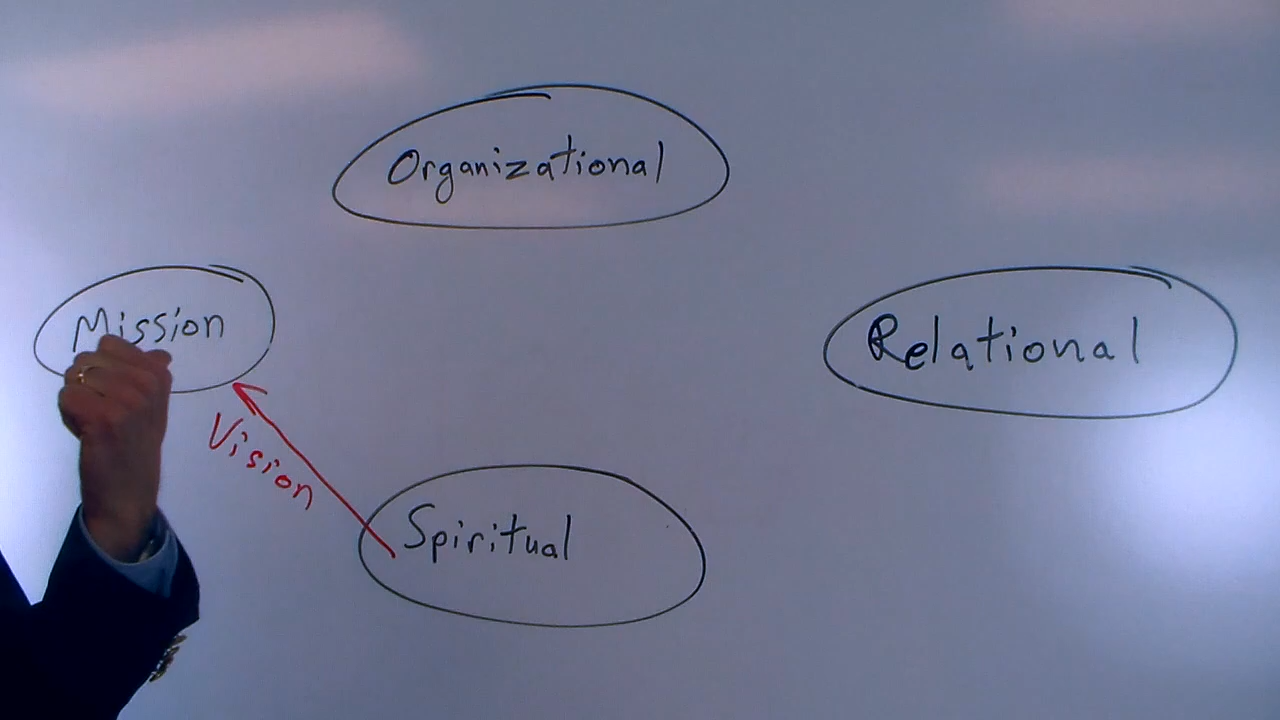 Organizational
Mission
Relational
Vision
Spiritual